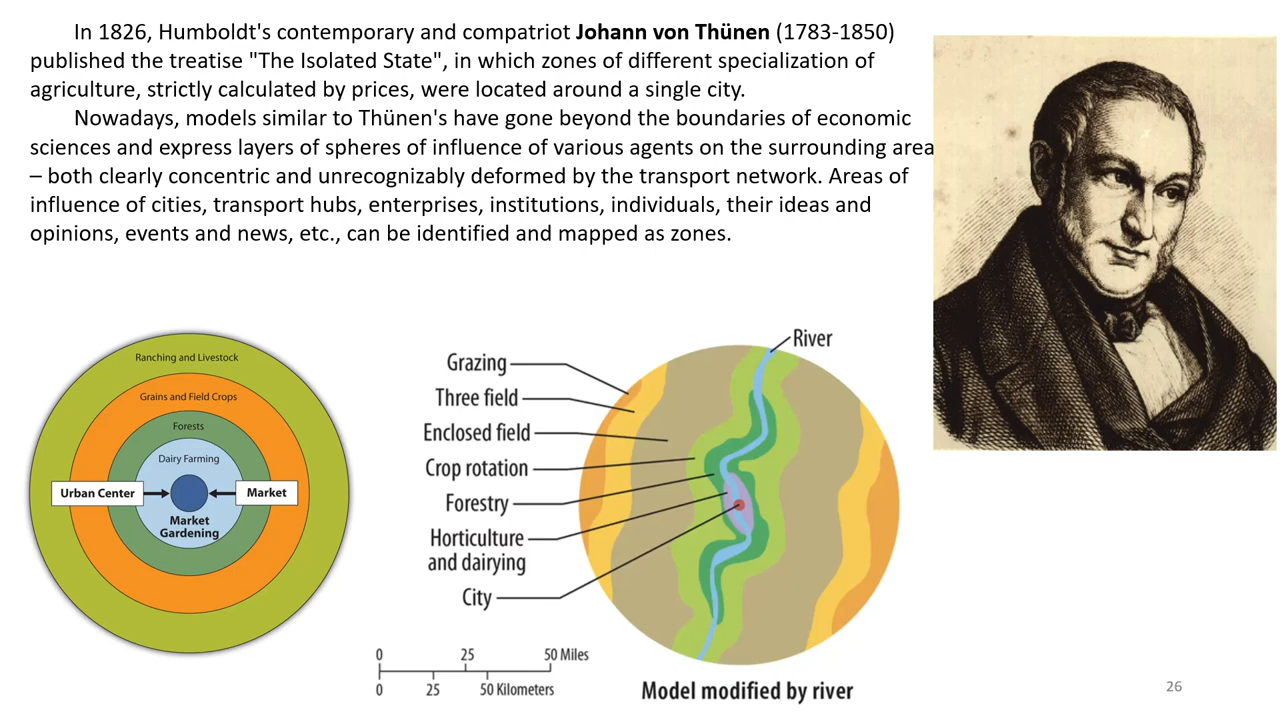 In 1826, Humboldt's contemporary and compatriot Johann von Thünen (1783-1850)
published the treatise "The Isolated State", in which zones of different specialization of
agriculture, strictly calculated by prices, were located around a single city.
Nowadays, models similar to Thünen's have gone beyond the boundaries of economic
sciences and express layers of spheres of influence of various agents on the surrounding area
– both clearly concentric and unrecognizably deformed by the transport network. Areas of
influence of cities, transport hubs, enterprises, institutions, individuals, their ideas and
opinions, events and news, etc., can be identified and mapped as zones.
Ranching and Livestock
Grains and Field Crops
Forests
Dairy Farming
Urban Center
Market
Market
Gardening
River
Grazing
Three field
Enclosed field
Crop rotation
Forestry
Horticulture
and dairying
City
0 25 50 Miles
0 25 50 Kilometers
Model modified by river
26